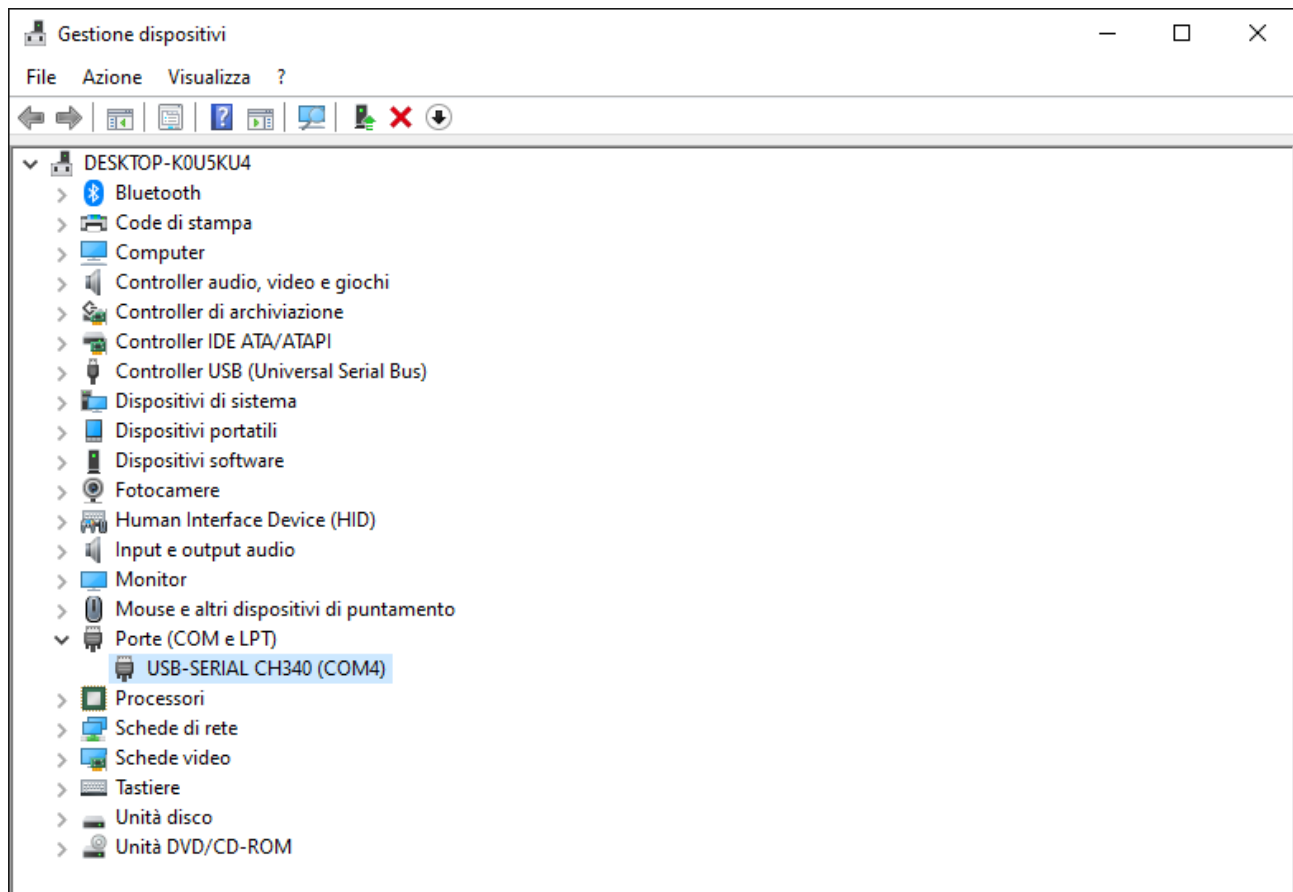 Gestione dispositivi
File Azione Visualizza ?
DESKTOP-K0U5KU4
Bluetooth
Code di stampa
Computer
Controller audio, video e giochi
Controller di archiviazione
Controller IDE ATA/ATAPI
Controller USB (Universal Serial Bus)
Dispositivi di sistema
Dispositivi portatili
Dispositivi software
Fotocamere
Human Interface Device (HID)
Input e output audio
Monitor
Mouse e altri dispositivi di puntamento
Porte (COM e LPT)
USB-SERIAL CH340 (COM4)
Processori
Schede di rete
Schede video
Tastiere
Unità disco
Unità DVD/CD-ROM